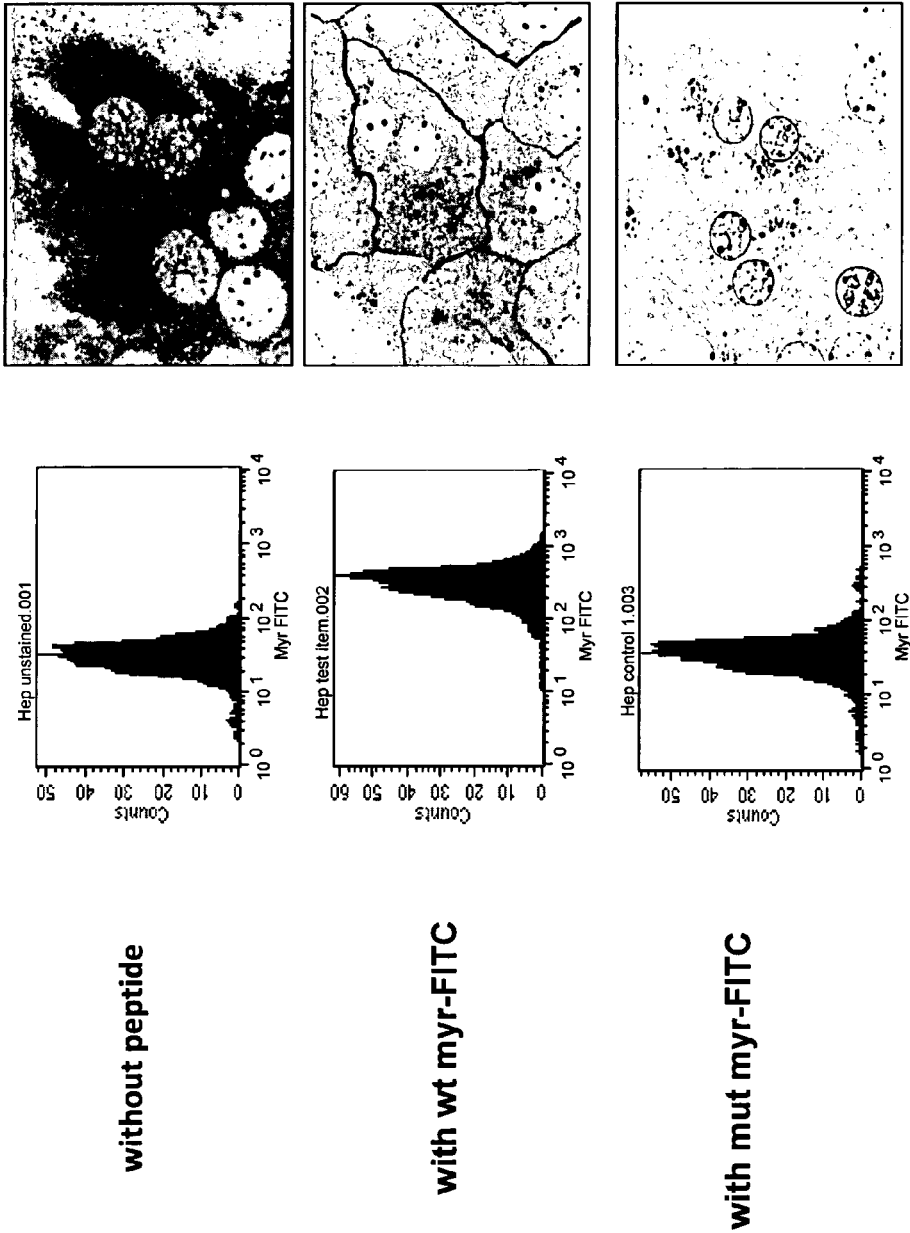 without peptide
Hep unstained.001
Counts
50
40
30
20
10
0
10 0
10 1
10 2
10 3
10 4
Myr FITC
with wt myr-FITC
Hep test item.002
Counts
60
50
40
30
20
10
0
10 0
10 1
10 2
10 3
10 4
Myr FITC
with mut myr-FITC
Hep control 1.003
Counts
50
40
30
20
10
0
10 0
10 1
10 2
10 3
10 4
Myr FITC